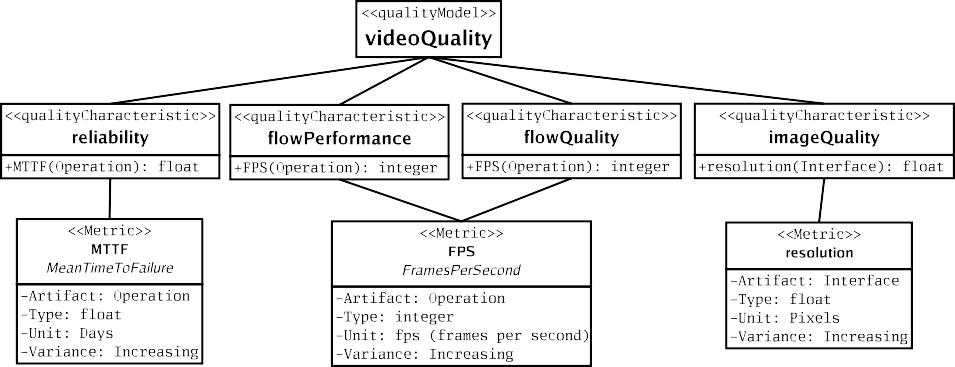 <<qualityModel>>
videoQuality
<<qualityCharacteristic>>
reliability
+MTTF(Operation): float
<<qualityCharacteristic>>
flowPerformance
+FPS(Operation): integer
<<qualityCharacteristic>>
flowQuality
+FPS(Operation): integer
<<qualityCharacteristic>>
imageQuality
+resolution(Interface): float
<<Metric>>
MTTF
MeanTimeToFailure
-Artifact: Operation
-Type: float
-Unit: Days
-Variance: Increasing
<<Metric>>
FPS
FramesPerSecond
-Artifact: Operation
-Type: integer
-Unit: fps (frames per second)
-Variance: Increasing
<<Metric>>
resolution
-Artifact: Interface
-Type: float
-Unit: Pixels
-Variance: Increasing